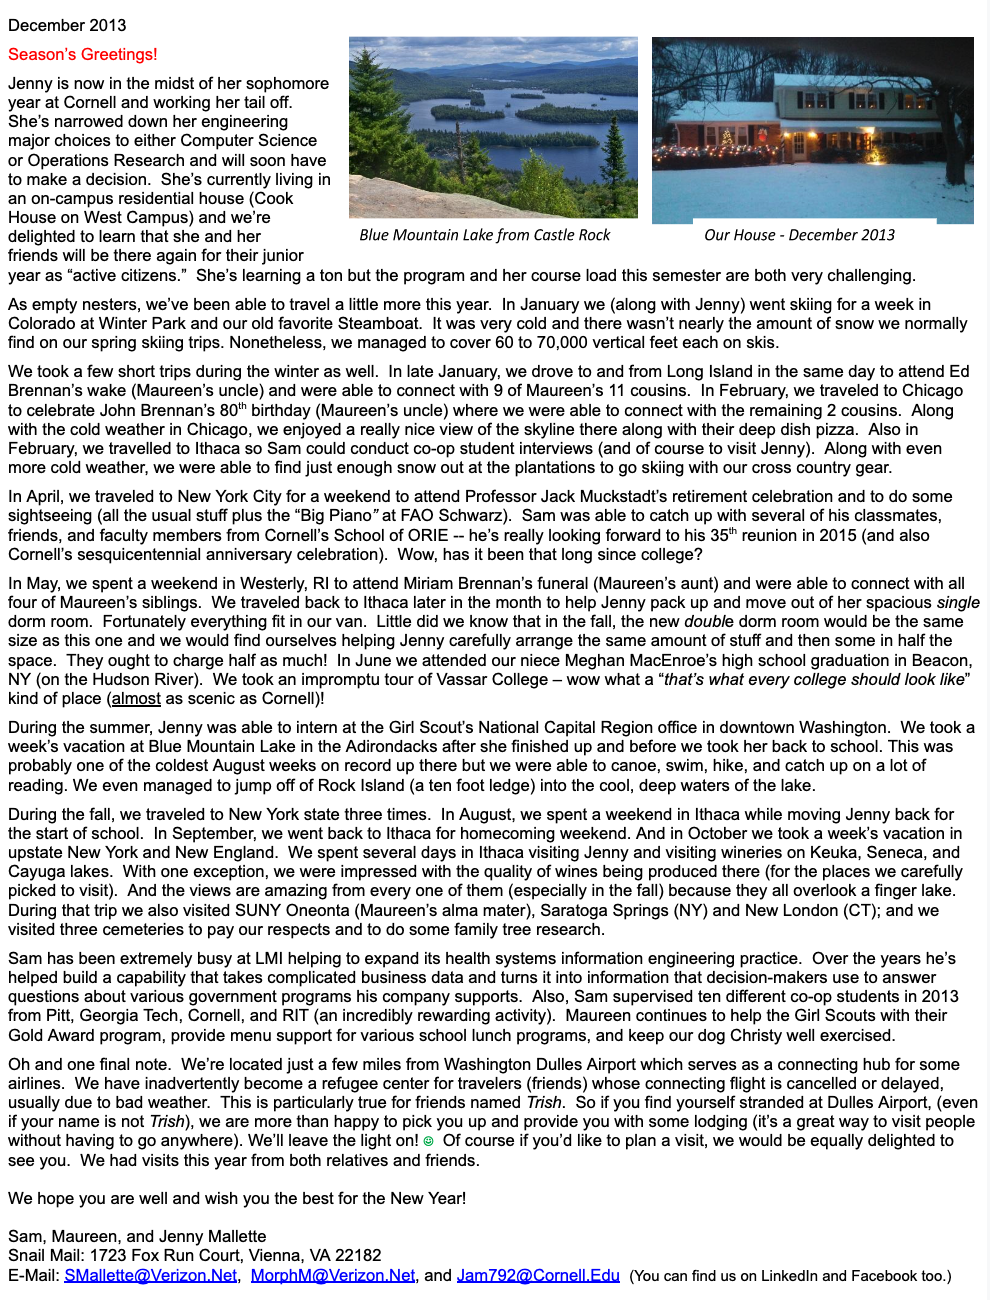 December 2013
Season's Greetings!
Jenny is now in the midst of her sophomore
year at Cornell and working her tail off.
She's narrowed down her engineering
major choices to either Computer Science
or Operations Research and will soon have
to make a decision.  She's currently living in
an on-campus residential house (Cook
House on West Campus) and we're
delighted to learn that she and her
friends will be there again for their junior
year as "active citizens."  She's learning a ton but the program and her course load this semester are both very challenging.
Blue Mountain Lake from Castle Rock
Our House - December 2013
As empty nesters, we've been able to travel a little more this year.  In January we (along with Jenny) went skiing for a week in
Colorado at Winter Park and our old favorite Steamboat.  It was very cold and there wasn't nearly the amount of snow we normally
find on our spring skiing trips. Nonetheless, we managed to cover 60 to 70,000 vertical feet each on skis.
We took a few short trips during the winter as well.  In late January, we drove to and from Long Island in the same day to attend Ed
Brennan's wake (Maureen's uncle) and were able to connect with 9 of Maureen's 11 cousins.  In February, we traveled to Chicago
to celebrate John Brennan's 80th birthday (Maureen's uncle) where we were able to connect with the remaining 2 cousins.  Along
with the cold weather in Chicago, we enjoyed a really nice view of the skyline there along with their deep dish pizza.  Also in
February, we travelled to Ithaca so Sam could conduct co-op student interviews (and of course to visit Jenny).  Along with even
more cold weather, we were able to find just enough snow out at the plantations to go skiing with our cross country gear.
In April, we traveled to New York City for a weekend to attend Professor Jack Muckstadt's retirement celebration and to do some
sightseeing (all the usual stuff plus the "Big Piano" at FAO Schwarz).  Sam was able to catch up with several of his classmates,
friends, and faculty members from Cornell's School of ORIE -- he's really looking forward to his 35th reunion in 2015 (and also
Cornell's sesquicentennial anniversary celebration).  Wow, has it been that long since college?
In May, we spent a weekend in Westerly, RI to attend Miriam Brennan's funeral (Maureen's aunt) and were able to connect with all
four of Maureen's siblings.  We traveled back to Ithaca later in the month to help Jenny pack up and move out of her spacious single
dorm room.  Fortunately everything fit in our van.  Little did we know that in the fall, the new double dorm room would be the same
size as this one and we would find ourselves helping Jenny carefully arrange the same amount of stuff and then some in half the
space.  They ought to charge half as much!  In June we attended our niece Meghan MacEnroe's high school graduation in Beacon,
NY (on the Hudson River).  We took an impromptu tour of Vassar College – wow what a "that's what every college should look like"
kind of place (almost as scenic as Cornell)!
During the summer, Jenny was able to intern at the Girl Scout's National Capital Region office in downtown Washington.  We took a
week's vacation at Blue Mountain Lake in the Adirondacks after she finished up and before we took her back to school. This was
probably one of the coldest August weeks on record up there but we were able to canoe, swim, hike, and catch up on a lot of
reading. We even managed to jump off of Rock Island (a ten foot ledge) into the cool, deep waters of the lake.
During the fall, we traveled to New York state three times.  In August, we spent a weekend in Ithaca while moving Jenny back for
the start of school.  In September, we went back to Ithaca for homecoming weekend. And in October we took a week's vacation in
upstate New York and New England.  We spent several days in Ithaca visiting Jenny and visiting wineries on Keuka, Seneca, and
Cayuga lakes.  With one exception, we were impressed with the quality of wines being produced there (for the places we carefully
picked to visit).  And the views are amazing from every one of them (especially in the fall) because they all overlook a finger lake.
During that trip we also visited SUNY Oneonta (Maureen's alma mater), Saratoga Springs (NY) and New London (CT); and we
visited three cemeteries to pay our respects and to do some family tree research.
Sam has been extremely busy at LMI helping to expand its health systems information engineering practice.  Over the years he's
helped build a capability that takes complicated business data and turns it into information that decision-makers use to answer
questions about various government programs his company supports.  Also, Sam supervised ten different co-op students in 2013
from Pitt, Georgia Tech, Cornell, and RIT (an incredibly rewarding activity).  Maureen continues to help the Girl Scouts with their
Gold Award program, provide menu support for various school lunch programs, and keep our dog Christy well exercised.
Oh and one final note.  We're located just a few miles from Washington Dulles Airport which serves as a connecting hub for some
airlines.  We have inadvertently become a refugee center for travelers (friends) whose connecting flight is cancelled or delayed,
usually due to bad weather.  This is particularly true for friends named Trish.  So if you find yourself stranded at Dulles Airport, (even
if your name is not Trish), we are more than happy to pick you up and provide you with some lodging (it's a great way to visit people
without having to go anywhere). We'll leave the light on! ☺  Of course if you'd like to plan a visit, we would be equally delighted to
see you.  We had visits this year from both relatives and friends.
We hope you are well and wish you the best for the New Year!
Sam, Maureen, and Jenny Mallette
Snail Mail: 1723 Fox Run Court, Vienna, VA 22182
E-Mail: SMallette@Verizon.Net,  MorphM@Verizon.Net, and Jam792@Cornell.Edu  (You can find us on LinkedIn and Facebook too.)